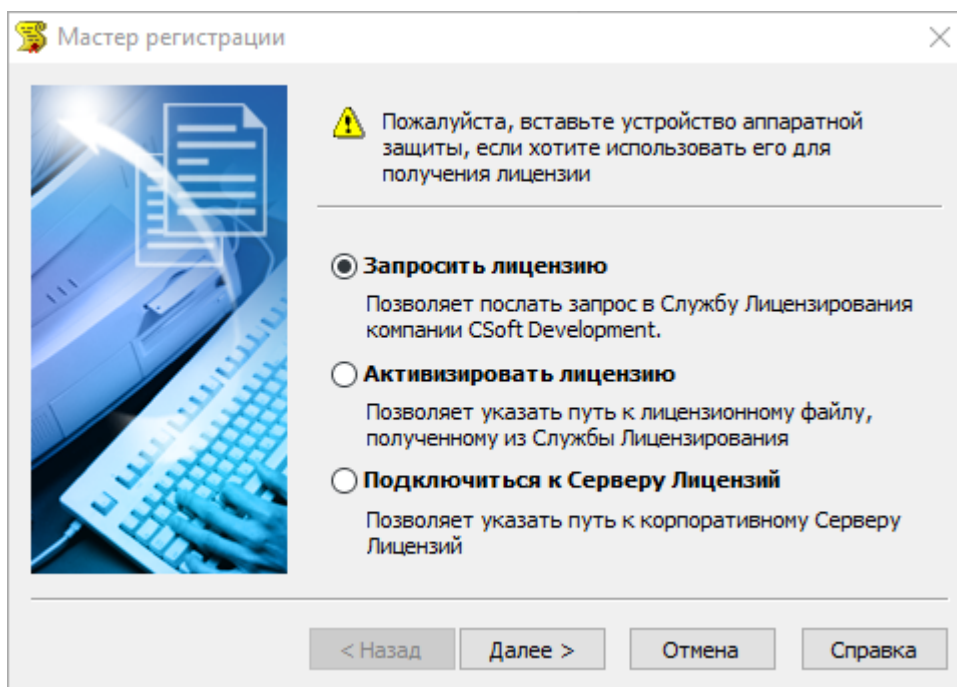 Мастер регистрации
Пожалуйста, вставьте устройство аппаратной
защиты, если хотите использовать его для
получения лицензии
Запросить лицензию
Позволяет послать запрос в Службу Лицензирования
компании CSoft Development.
Активизировать лицензию
Позволяет указать путь к лицензионному файлу,
полученному из Службы Лицензирования
Подключиться к Серверу Лицензий
Позволяет указать путь к корпоративному Серверу
Лицензий
< Назад
Далее >
Отмена
Справка